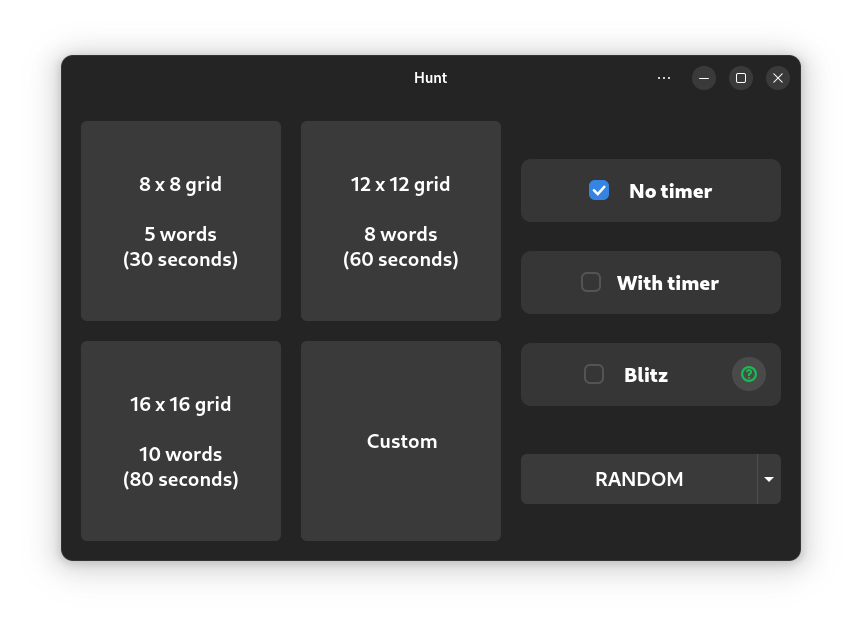 Hunt
8 x 8 grid
5 words
(30 seconds)
12 x 12 grid
8 words
(60 seconds)
16 x 16 grid
10 words
(80 seconds)
Custom
No timer
With timer
Blitz
RANDOM